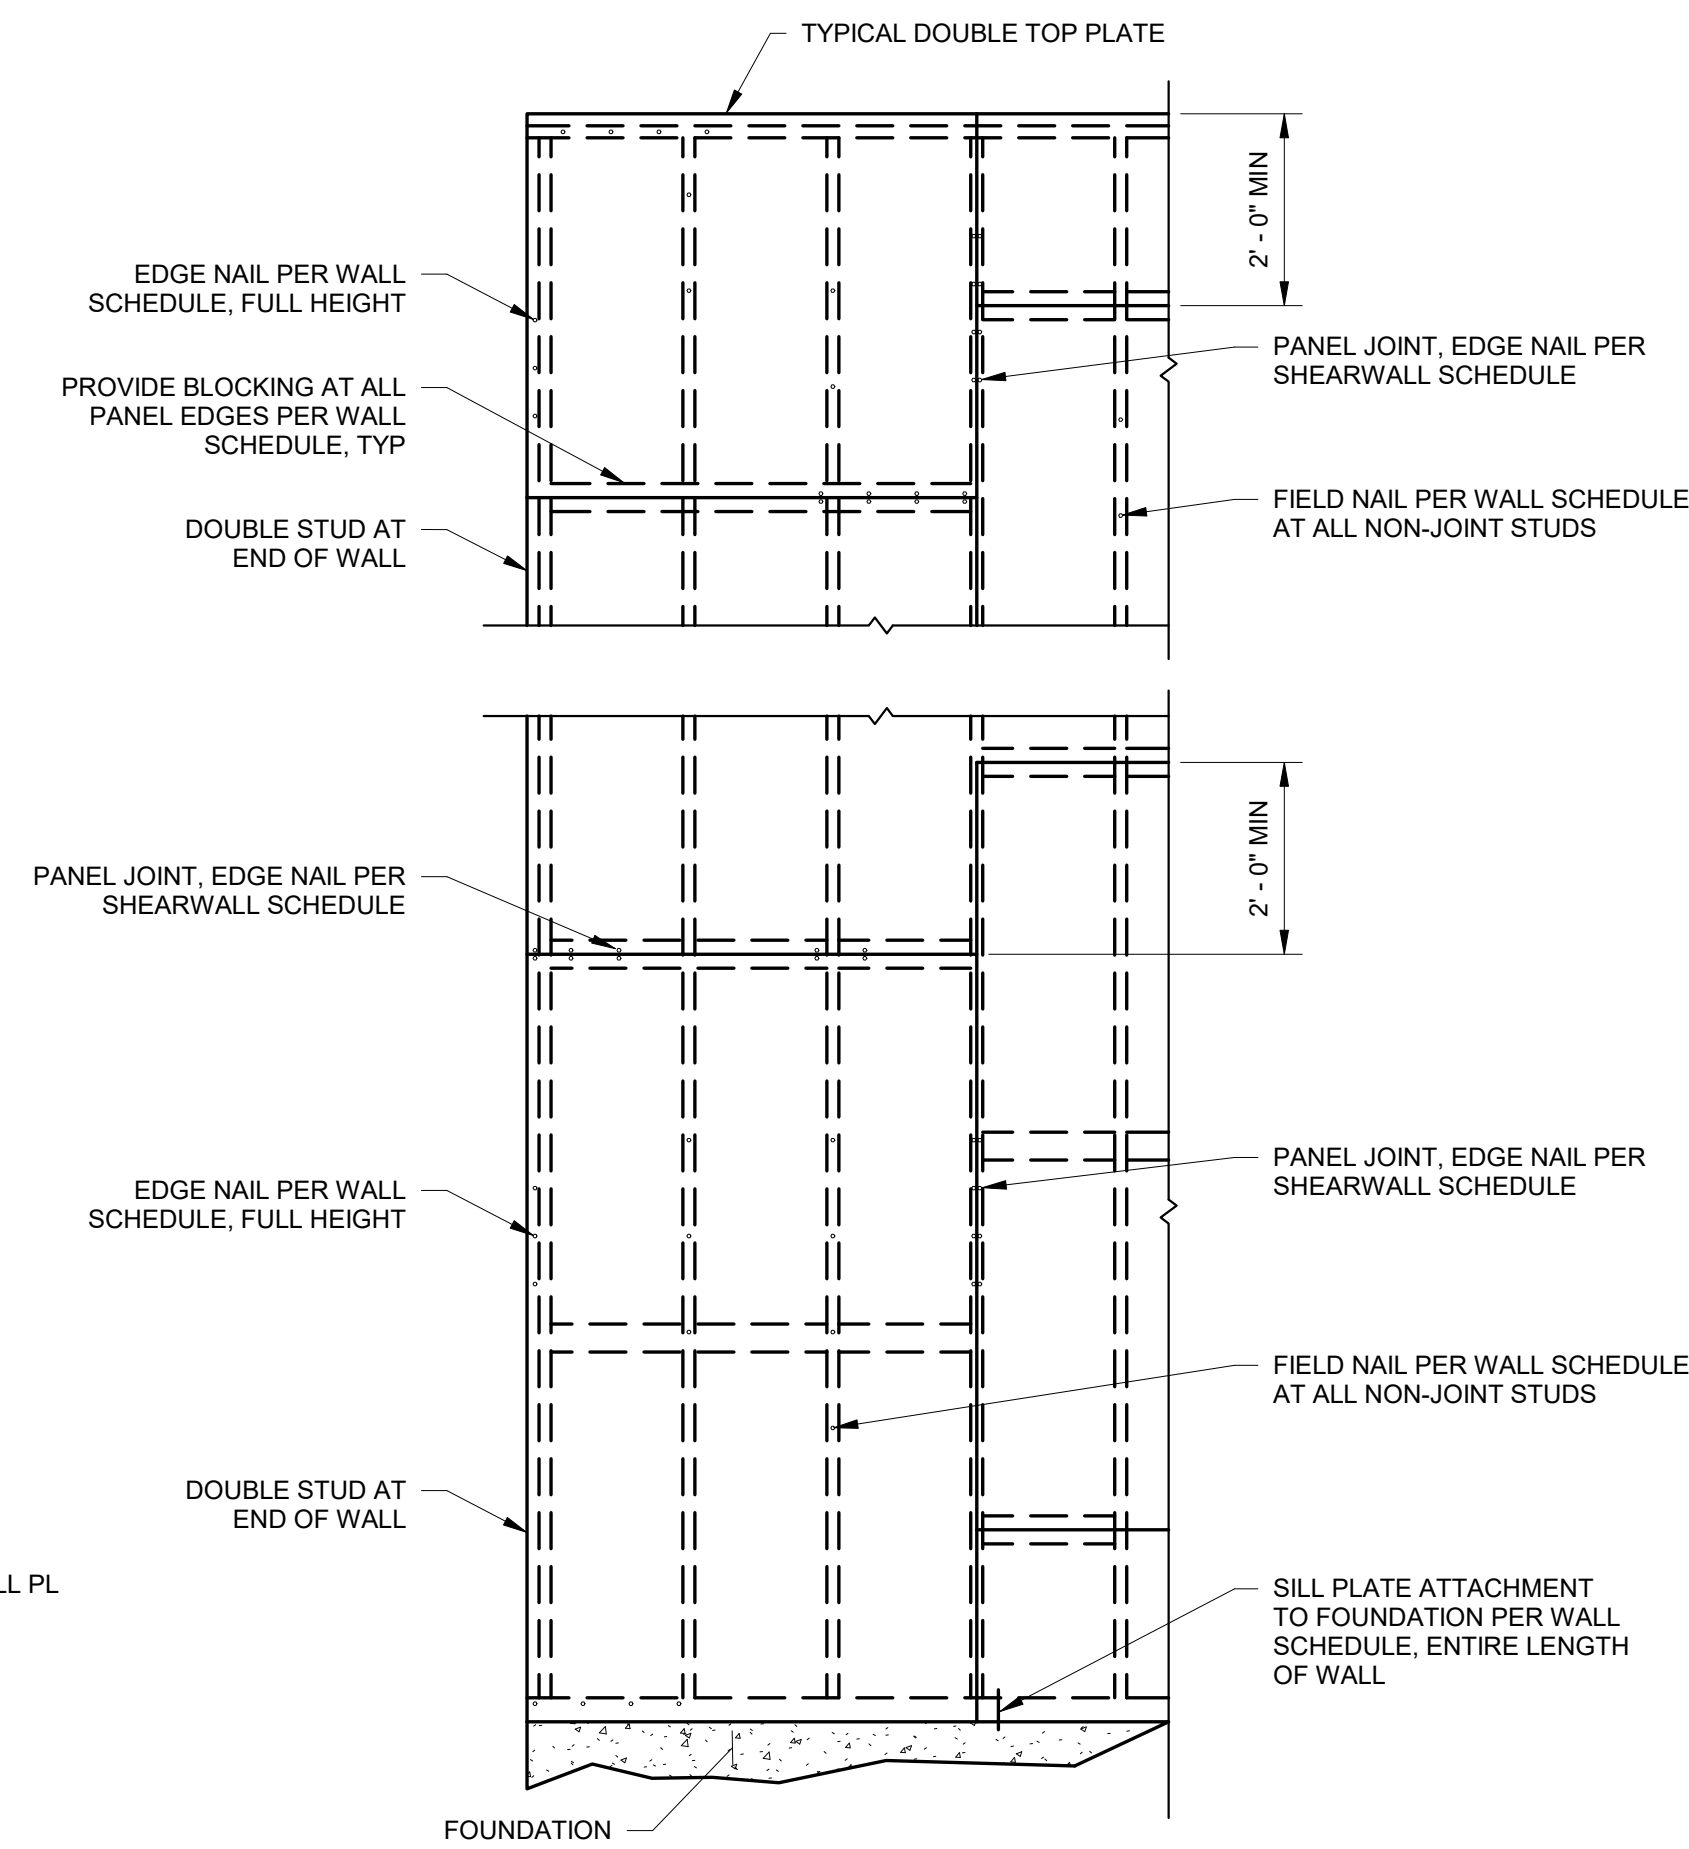 TYPICAL DOUBLE TOP PLATE
2' - 0" MIN
EDGE NAIL PER WALL
SCHEDULE, FULL HEIGHT
PANEL JOINT, EDGE NAIL PER
SHEARWALL SCHEDULE
PROVIDE BLOCKING AT ALL
PANEL EDGES PER WALL
SCHEDULE, TYP
FIELD NAIL PER WALL SCHEDULE
AT ALL NON-JOINT STUDS
DOUBLE STUD AT
END OF WALL
2' - 0" MIN
PANEL JOINT, EDGE NAIL PER
SHEARWALL SCHEDULE
PANEL JOINT, EDGE NAIL PER
SHEARWALL SCHEDULE
EDGE NAIL PER WALL
SCHEDULE, FULL HEIGHT
FIELD NAIL PER WALL SCHEDULE
AT ALL NON-JOINT STUDS
DOUBLE STUD AT
END OF WALL
LL PL
SILL PLATE ATTACHMENT
TO FOUNDATION PER WALL
SCHEDULE, ENTIRE LENGTH
OF WALL
FOUNDATION